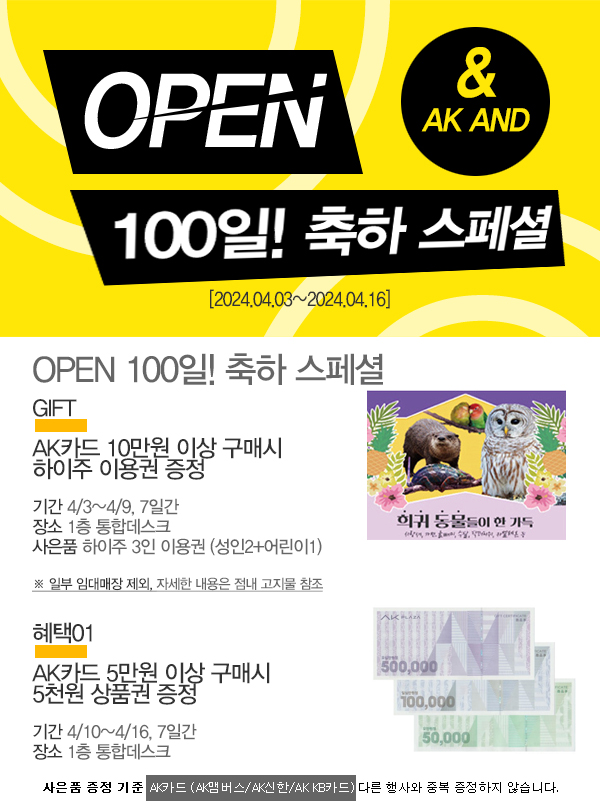 OPEN
&
AK AND
100일! 축하 스페셜
[2024.04.03~2024.04.16]
OPEN 100일! 축하 스페셜
GIFT
AK카드 10만원 이상 구매시
하이주 이용권 증정
기간 4/3~4/9, 7일간
장소 1층 통합데스크
사은품 하이주 3인 이용권 (성인2+어린이1)
※ 일부 임대매장 제외, 자세한 내용은 점내 고지물 참조
희귀 동물들이 한 가득
혜택01
AK카드 5만원 이상 구매시
5천원 상품권 증정
기간 4/10~4/16, 7일간
장소 1층 통합데스크
AK PLAZA
500,000
100,000
50,000
사은품 증정 기준 AK카드 (AK멤버스/AK신한/AK KB카드) 다른 행사와 중복 증정하지 않습니다.